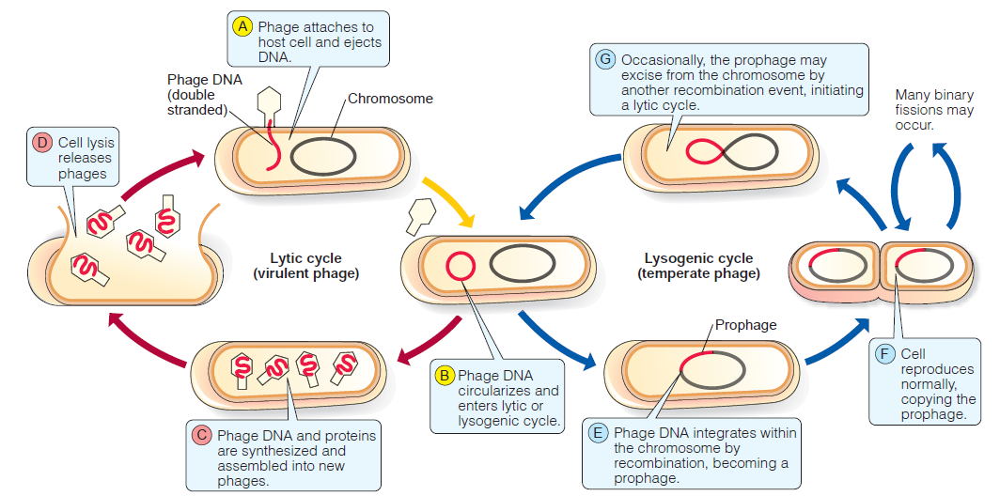 A Phage attaches to
host cell and ejects
DNA.
Phage DNA
(double
stranded)
Chromosome
G Occasionally, the prophage may
excise from the chromosome by
another recombination event, initiating
a lytic cycle.
Many binary
fissions may
occur.
D Cell lysis
releases
phages
Lytic cycle
(virulent phage)
Lysogenic cycle
(temperate phage)
Prophage
B Phage DNA
circularizes and
enters lytic or
lysogenic cycle.
F Cell
reproduces
normally,
copying the
prophage.
C Phage DNA and proteins
are synthesized and
assembled into new
phages.
E Phage DNA integrates within
the chromosome by
recombination, becoming a
prophage.